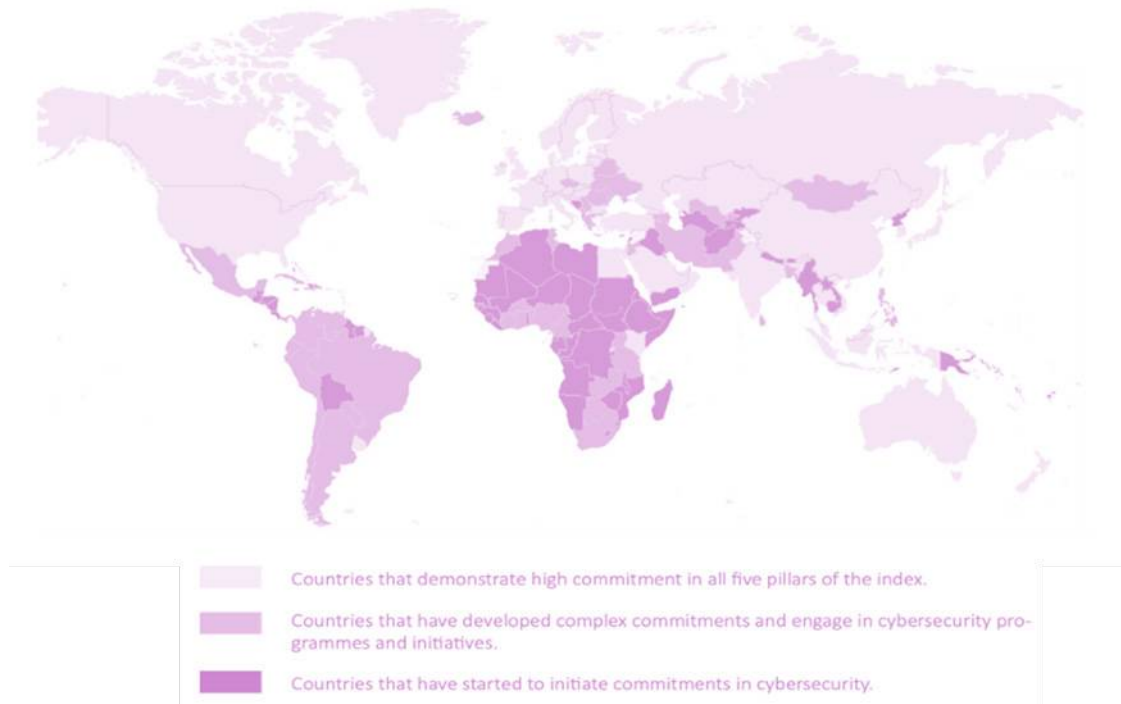 Countries that demonstrate high commitment in all five pillars of the index.
Countries that have developed complex commitments and engage in cybersecurity pro-
grammes and initiatives.
Countries that have started to initiate commitments in cybersecurity.